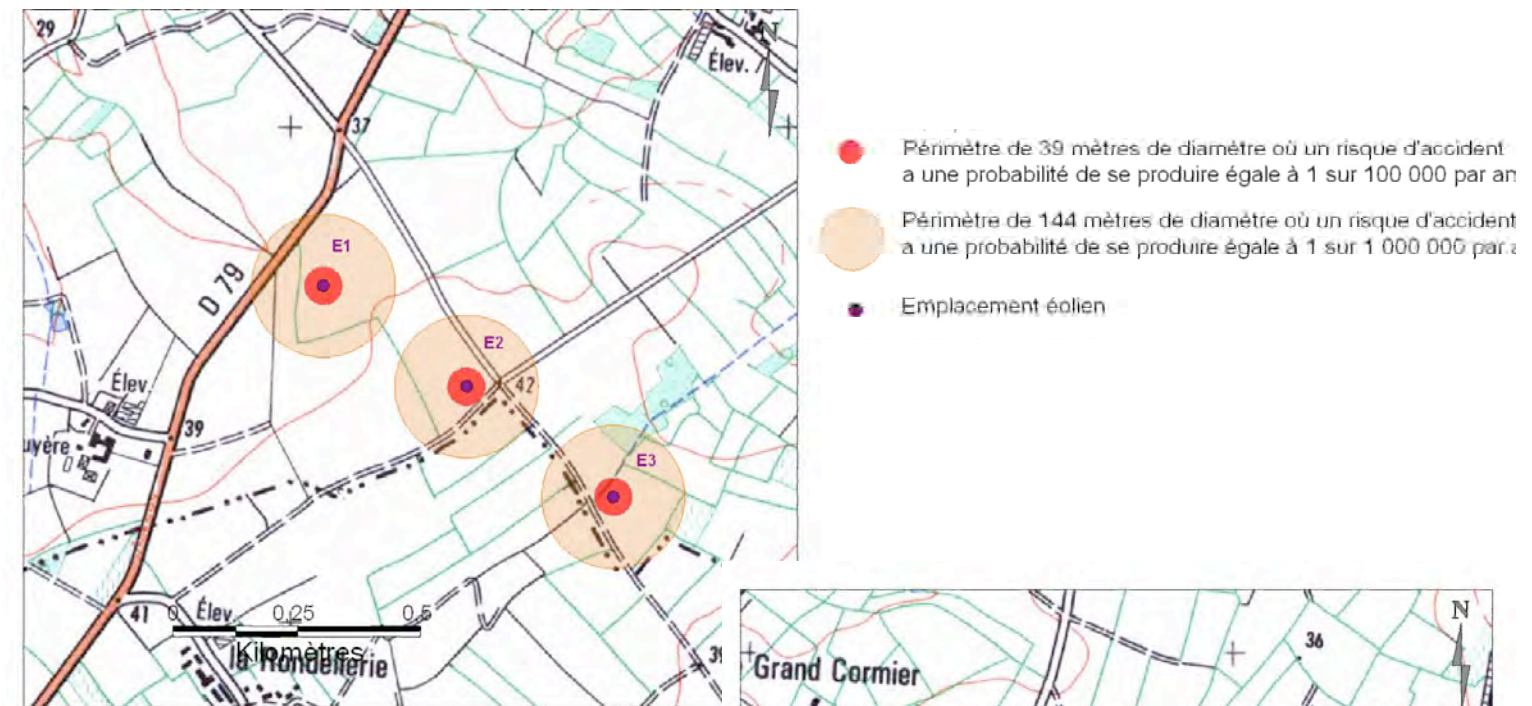 29
N
Élev.
37
E1
D 79
E2
42
Élev.
39
uyère
E3
41
Élev
0 0,25 0,5
Kilomètres
la Rondellerie
39
Périmètre de 39 mètres de diamètre où un risque d'accident
a une probabilité de se produire égale à 1 sur 100 000 par an
Périmètre de 144 mètres de diamètre où un risque d'accident
a une probabilité de se produire égale à 1 sur 1 000 000 par a
Emplacement éolien
N
36
Grand Cormier